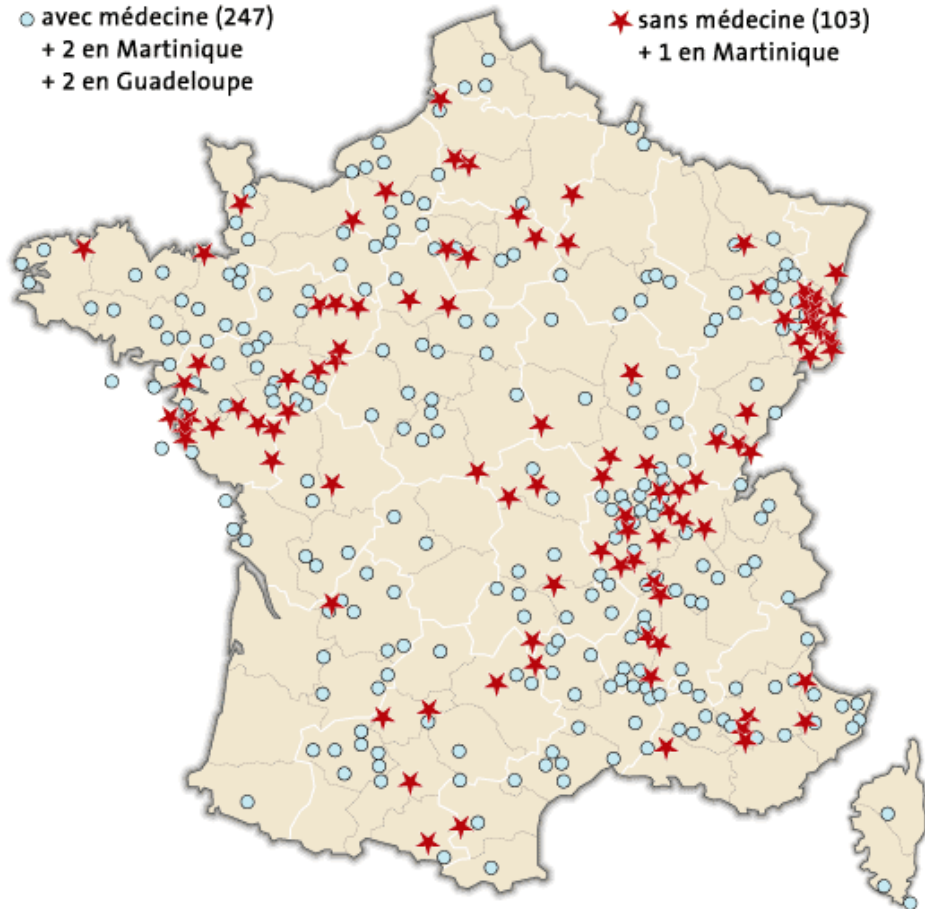 avec médecine (247)
+ 2 en Martinique
+ 2 en Guadeloupe
sans médecine (103)
+ 1 en Martinique